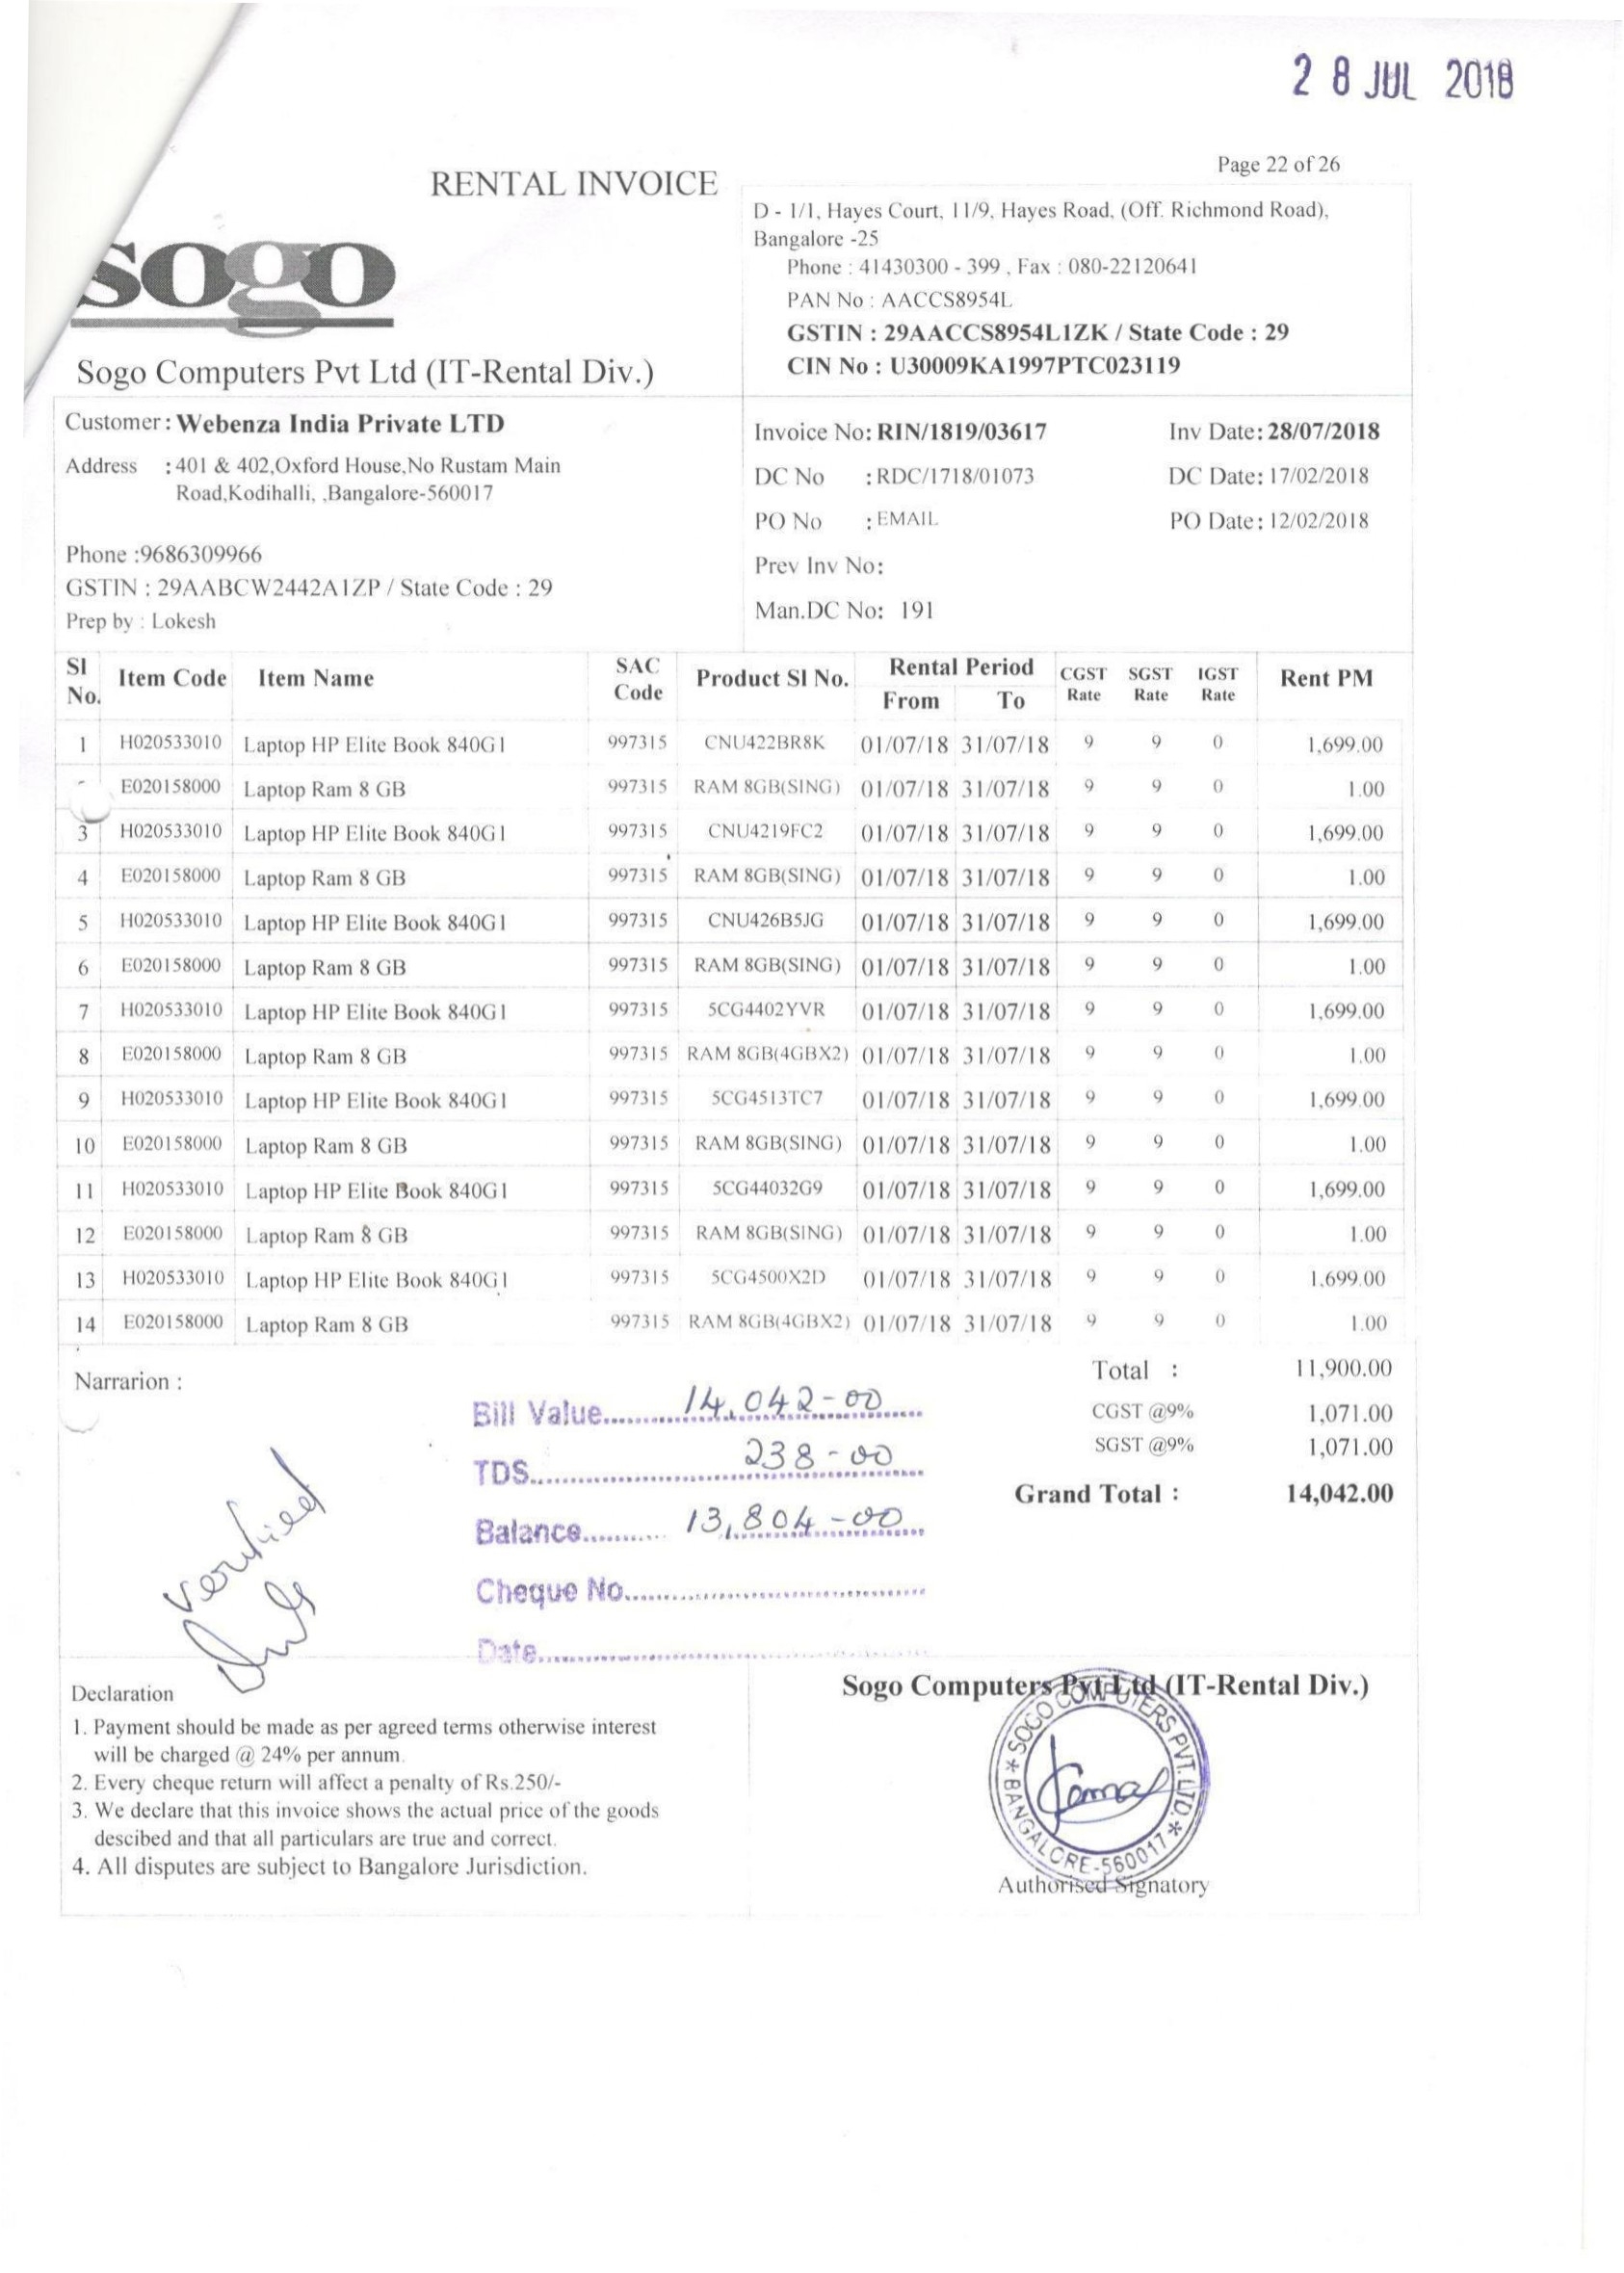 28 JUL 2018
Page 22 of 26
RENTAL INVOICE
sogo
Sogo Computers Pvt Ltd (IT-Rental Div.)
D - 1/1, Hayes Court, 11/9, Hayes Road, (Off. Richmond Road),
Bangalore -25
Phone : 41430300 - 399 , Fax : 080-22120641
PAN No : AACCS8954L
GSTIN : 29AACCS8954L1ZK / State Code : 29
CIN No : U30009KA1997PTC023119
Customer : Webenza India Private LTD
Address : 401 & 402,Oxford House,No Rustam Main
Road,Kodihalli, ,Bangalore-560017
Phone :9686309966
GSTIN : 29AABCW2442A1ZP / State Code : 29
Prep by : Lokesh
Invoice No: RIN/1819/03617 Inv Date: 28/07/2018
DC No : RDC/1718/01073 DC Date: 17/02/2018
PO No : EMAIL PO Date: 12/02/2018
Prev Inv No:
Man.DC No: 191
Sl No. Item Code Item Name SAC Code Product Sl No. Rental Period From To CGST Rate SGST Rate IGST Rate Rent PM
1 H020533010 Laptop HP Elite Book 840G1 997315 CNU422BR8K 01/07/18 31/07/18 9 9 0 1,699.00
E020158000 Laptop Ram 8 GB 997315 RAM 8GB(SING) 01/07/18 31/07/18 9 9 0 1.00
3 H020533010 Laptop HP Elite Book 840G1 997315 CNU4219FC2 01/07/18 31/07/18 9 9 0 1,699.00
4 E020158000 Laptop Ram 8 GB 997315 RAM 8GB(SING) 01/07/18 31/07/18 9 9 0 1.00
5 H020533010 Laptop HP Elite Book 840G1 997315 CNU426B5JG 01/07/18 31/07/18 9 9 0 1,699.00
6 E020158000 Laptop Ram 8 GB 997315 RAM 8GB(SING) 01/07/18 31/07/18 9 9 0 1.00
7 H020533010 Laptop HP Elite Book 840G1 997315 5CG4402YVR 01/07/18 31/07/18 9 9 0 1,699.00
8 E020158000 Laptop Ram 8 GB 997315 RAM 8GB(4GBX2) 01/07/18 31/07/18 9 9 0 1.00
9 H020533010 Laptop HP Elite Book 840G1 997315 5CG4513TC7 01/07/18 31/07/18 9 9 0 1,699.00
10 E020158000 Laptop Ram 8 GB 997315 RAM 8GB(SING) 01/07/18 31/07/18 9 9 0 1.00
11 H020533010 Laptop HP Elite Book 840G1 997315 5CG44032G9 01/07/18 31/07/18 9 9 0 1,699.00
12 E020158000 Laptop Ram 8 GB 997315 RAM 8GB(SING) 01/07/18 31/07/18 9 9 0 1.00
13 H020533010 Laptop HP Elite Book 840G1 997315 5CG4500X2D 01/07/18 31/07/18 9 9 0 1,699.00
14 E020158000 Laptop Ram 8 GB 997315 RAM 8GB(4GBX2) 01/07/18 31/07/18 9 9 0 1.00
Narrarion :
Total : 11,900.00
CGST @9% 1,071.00
SGST @9% 1,071.00
Grand Total : 14,042.00
Bill Value 14,042-00
TDS 238-00
Balance 13,804-00
Cheque No
Date
verified
Declaration
1. Payment should be made as per agreed terms otherwise interest
will be charged @ 24% per annum.
2. Every cheque return will affect a penalty of Rs.250/-
3. We declare that this invoice shows the actual price of the goods
descibed and that all particulars are true and correct.
4. All disputes are subject to Bangalore Jurisdiction.
Sogo Computers Pvt Ltd (IT-Rental Div.)
* SOGO COMPUTERS PVT. LTD. * BANGALORE-560017
Authorised Signatory